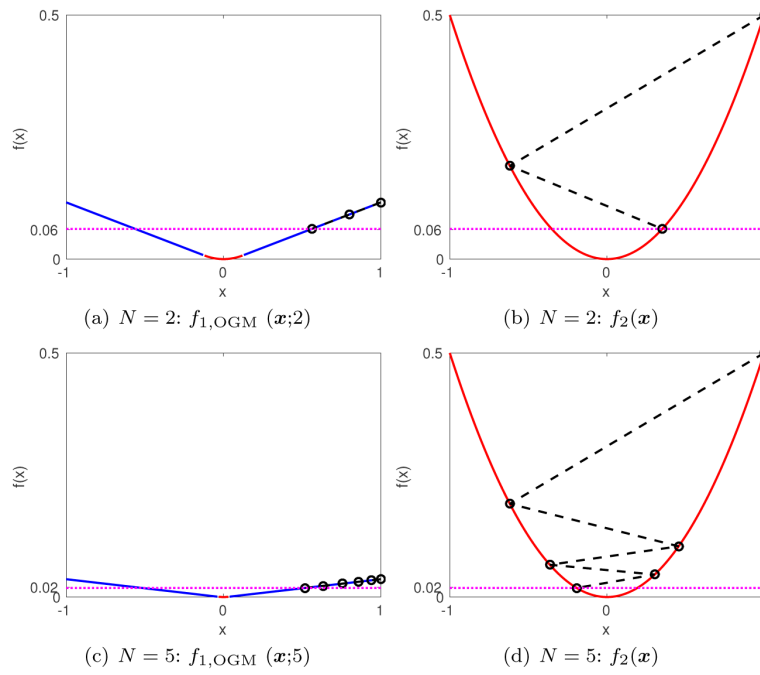 0.5
f(x)
0.06
0
-1
0
1
x
(a) N = 2: f1,OGM (x;2)
0.5
f(x)
0.06
0
-1
0
x
(b) N = 2: f2(x)
0.5
f(x)
0.02
0
-1
0
1
x
(c) N = 5: f1,OGM (x;5)
0.5
f(x)
0.02
0
-1
0
x
(d) N = 5: f2(x)